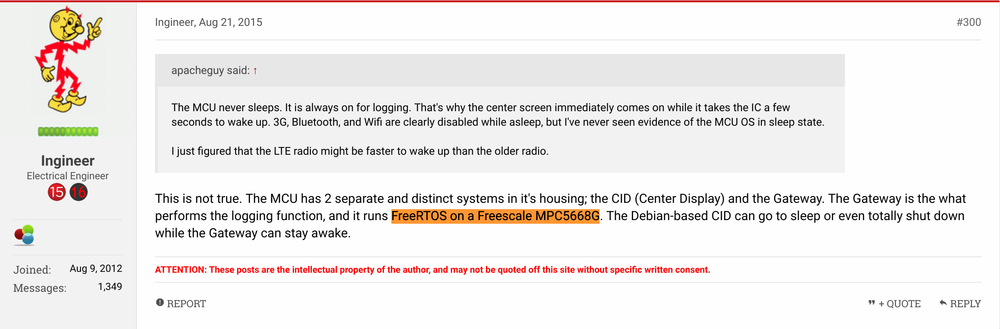 Ingineer, Aug 21, 2015
#300
apacheguy said: ↑
The MCU never sleeps. It is always on for logging. That's why the center screen immediately comes on while it takes the IC a few
seconds to wake up. 3G, Bluetooth, and Wifi are clearly disabled while asleep, but I've never seen evidence of the MCU OS in sleep state.
I just figured that the LTE radio might be faster to wake up than the older radio.
Ingineer
Electrical Engineer
15 16
Joined: Aug 9, 2012
Messages: 1,349
This is not true. The MCU has 2 separate and distinct systems in it's housing; the CID (Center Display) and the Gateway. The Gateway is the what
performs the logging function, and it runs FreeRTOS on a Freescale MPC5668G. The Debian-based CID can go to sleep or even totally shut down
while the Gateway can stay awake.
ATTENTION: These posts are the intellectual property of the author, and may not be quoted off this site without specific written consent.
REPORT
+ QUOTE
REPLY